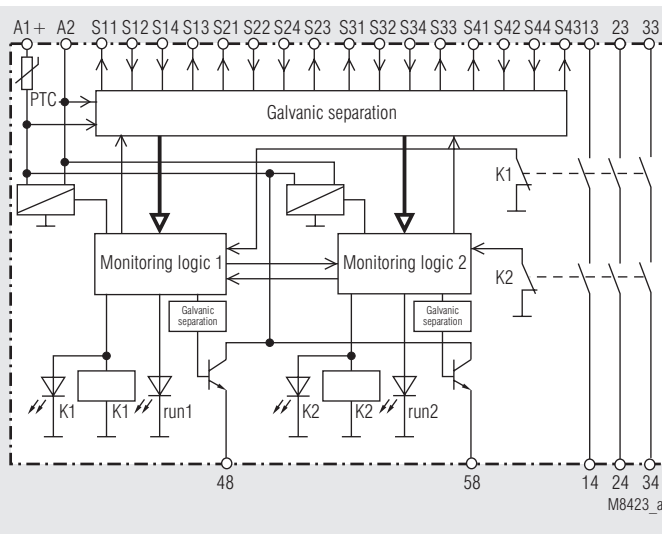 A1+ A2 S11 S12 S14 S13 S21 S22 S24 S23 S31 S32 S34 S33 S41 S42 S44 S43 13 23 33
PTC
Galvanic separation
K1
Monitoring logic 1
Monitoring logic 2
K2
Galvanic
separation
Galvanic
separation
K1
K1
run1
K2
K2
run2
48
58
14 24 34
M8423_a